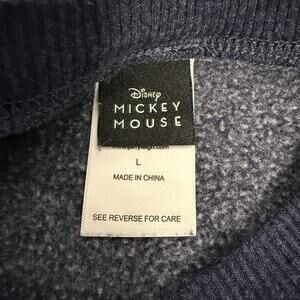 Disney
MICKEY
MOUSE
L
MADE IN CHINA
SEE REVERSE FOR CARE